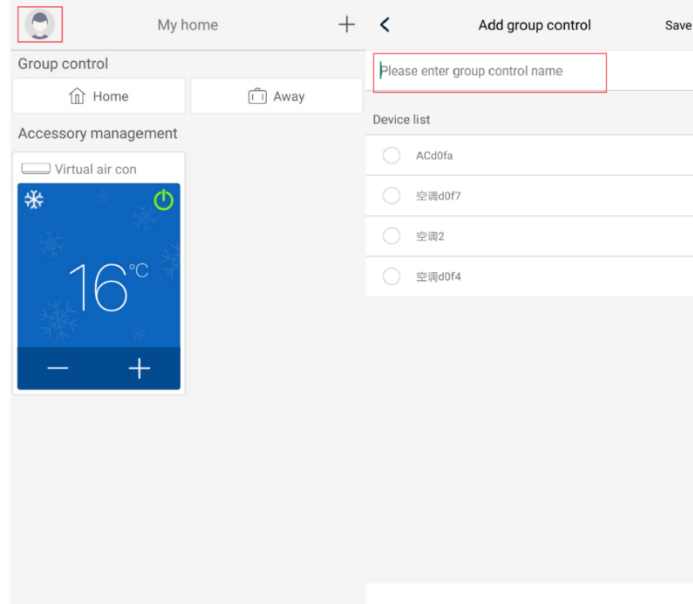 My home
Group control
Home
Away
Accessory management
Virtual air con
16°C
Add group control
Save
Please enter group control name
Device list
ACd0fa
空调d0f7
空调2
空调d0f4